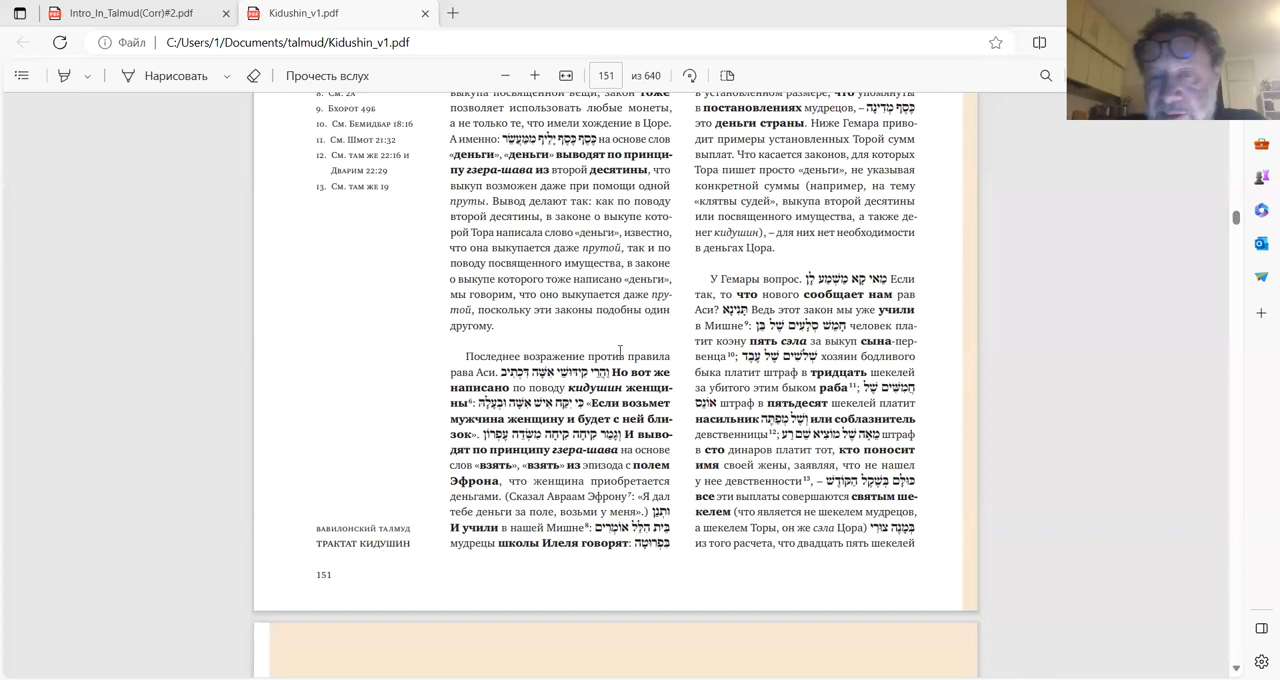 Intro_In_Talmud(Corr)#2.pdf
Kidushin_v1.pdf
Файл
C:/Users/1/Documents/talmud/Kidushin_v1.pdf
Нарисовать
Прочесть вслух
151
из 640
8. См. 2А
9. Бхорот 49Б
10. См. Бемидбар 18:16
11. См. Шмот 21:32
12. См. там же 22:16 и
Дварим 22:29
13. См. там же 19
ВАВИЛОНСКИЙ ТАЛМУД
ТРАКТАТ КИДУШИН
151
выкупа посвященной вещи, закон тоже
позволяет использовать любые монеты,
а не только те, что имели хождение в Цоре.
А именно: כֶּסֶף כֶּסֶף יָלֵיף מִמַּעֲשֵׂר на основе слов
«деньги», «деньги» выводят по принци-
пу гзера-шава из второй десятины, что
выкуп возможен даже при помощи одной
пруты. Вывод делают так: как по поводу
второй десятины, в законе о выкупе кото-
рой Тора написала слово «деньги», известно,
что она выкупается даже прутой, так и по
поводу посвященного имущества, в законе
о выкупе которого тоже написано «деньги»,
мы говорим, что оно выкупается даже пру-
той, поскольку эти законы подобны один
другому.
Последнее возражение против правила
рава Аси. וַהֲרֵי קִידּוּשֵׁי אִשָּׁה דִּכְתִיב Но вот же
написано по поводу кидушин женщи-
ны⁶: כִּי יִקַּח אִישׁ אִשָּׁה וּבְעָלָהּ «Если возьмет
мужчина женщину и будет с ней бли-
зок». וְגָמַר קִיחָה קִיחָה מִשְּׂדֵה עֶפְרוֹן И выво-
дят по принципу гзера-шава на основе
слов «взять», «взять» из эпизода с полем
Эфрона, что женщина приобретается
деньгами. (Сказал Авраам Эфрону⁷: «Я дал
тебе деньги за поле, возьми у меня».) וּתְנַן
И учили в нашей Мишне⁸: בֵּית הִלֵּל אוֹמְרִים
мудрецы школы Илеля говорят: בִּפְרוּטָה
в установленном размере, что упомянуты
в постановлениях мудрецов, – כֶּסֶף מְדִינָה
это деньги страны. Ниже Гемара приво-
дит примеры установленных Торой сумм
выплат. Что касается законов, для которых
Тора пишет просто «деньги», не указывая
конкретной суммы (например, на тему
«клятвы судей», выкупа второй десятины
или посвященного имущества, а также де-
нег кидушин), – для них нет необходимости
в деньгах Цора.
У Гемары вопрос. מַאי קָא מַשְׁמַע לָן Если
так, то что нового сообщает нам рав
Аси? תְּנֵינָא Ведь этот закон мы уже учили
в Мишне⁹: חָמֵשׁ סְלָעִים שֶׁל בֵּן человек пла-
тит коэну пять сэла за выкуп сына-пер-
венца¹⁰; שְׁלֹשִׁים שֶׁל עֶבֶד хозяин бодливого
быка платит штраф в тридцать шекелей
за убитого этим быком раба¹¹; חֲמִשִּׁים שֶׁל
אוֹנֵס штраф в пятьдесят шекелей платит
насильник וְשֶׁל מְפַתֶּה или соблазнитель
девственницы¹²; מֵאָה שֶׁל מוֹצִיא שֵׁם רַע штраф
в сто динаров платит тот, кто поносит
имя своей жены, заявляя, что не нашел
у нее девственности¹³, – כּוּלָּם בְּשֶׁקֶל הַקּוֹדֶשׁ
все эти выплаты совершаются святым ше-
келем (что является не шекелем мудрецов,
а шекелем Торы, он же сэла Цора) בְּמָנֶה צוּרִי
из того расчета, что двадцать пять шекелей